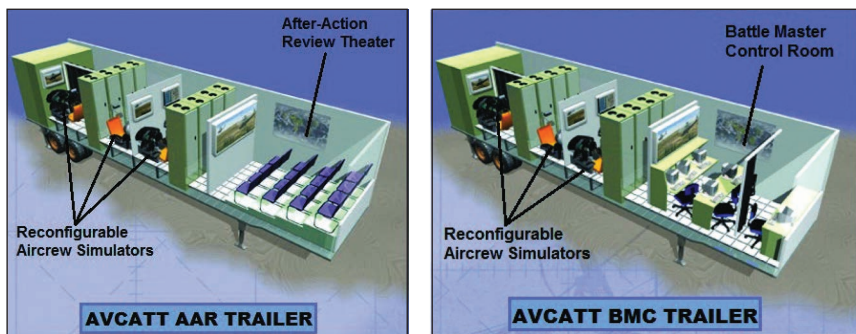 After-Action
Review Theater
Reconfigurable
Aircrew Simulators
AVCATT AAR TRAILER
Battle Master
Control Room
Reconfigurable
Aircrew Simulators
AVCATT BMC TRAILER